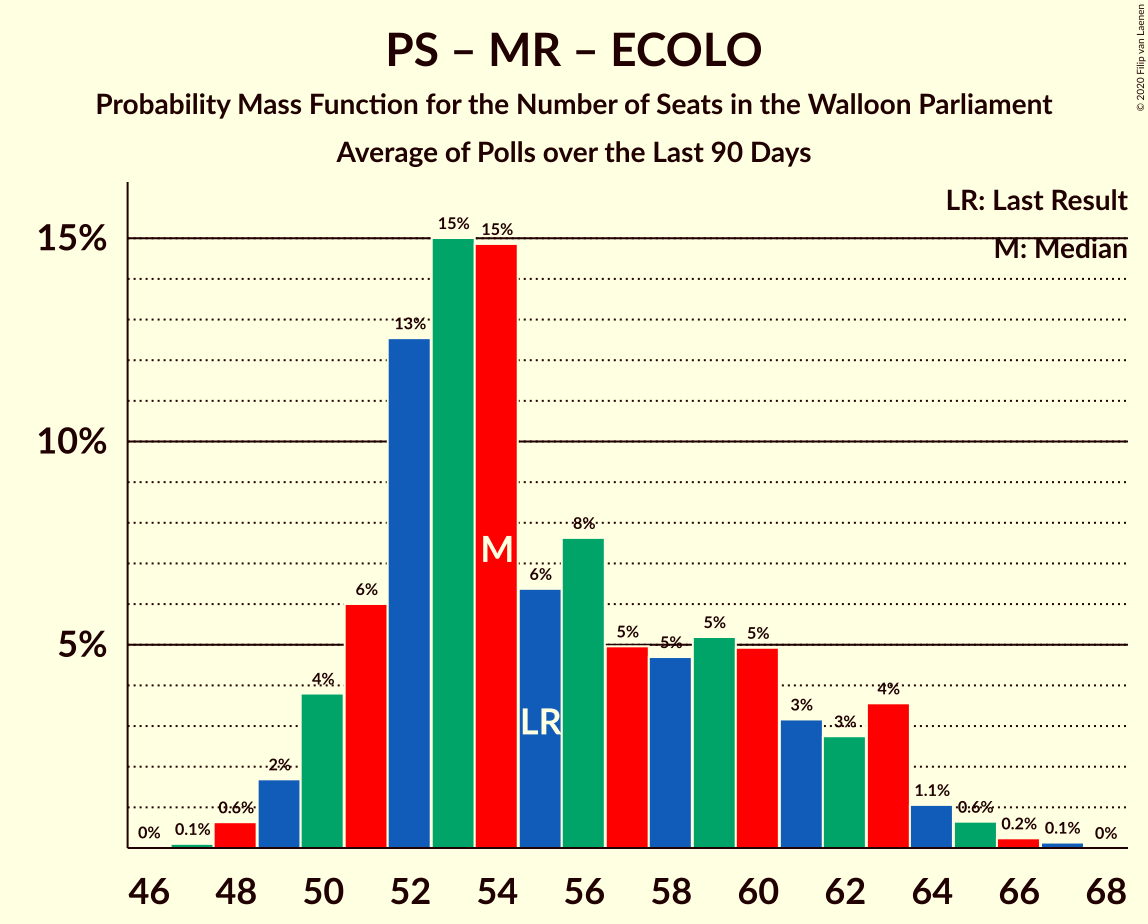 PS – MR – ECOLO
Probability Mass Function for the Number of Seats in the Walloon Parliament
Average of Polls over the Last 90 Days
© 2020 Filip van Laenen
LR: Last Result
M: Median
15%
10%
5%
0%
0.1%
0.6%
2%
4%
6%
13%
15%
15%
6%
8%
5%
5%
5%
5%
3%
3%
4%
1.1%
0.6%
0.2%
0.1%
0%
M
LR
46 48 50 52 54 56 58 60 62 64 66 68